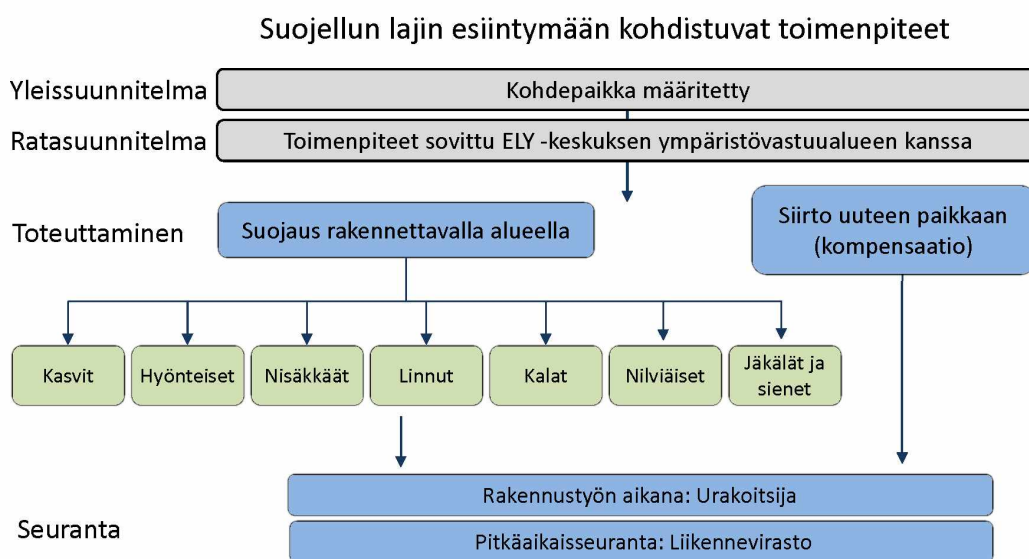 Suojellun lajin esiintymään kohdistuvat toimenpiteet
Yleissuunnitelma
Kohdepaikka määritetty
Ratasuunnitelma
Toimenpiteet sovittu ELY -keskuksen ympäristövastuualueen kanssa
Toteuttaminen
Suojaus rakennettavalla alueella
Siirto uuteen paikkaan
(kompensaatio)
Kasvit
Hyönteiset
Nisäkkäät
Linnut
Kalat
Nilviäiset
Jäkälät ja
sienet
Seuranta
Rakennustyön aikana: Urakoitsija
Pitkäaikaisseuranta: Liikennevirasto